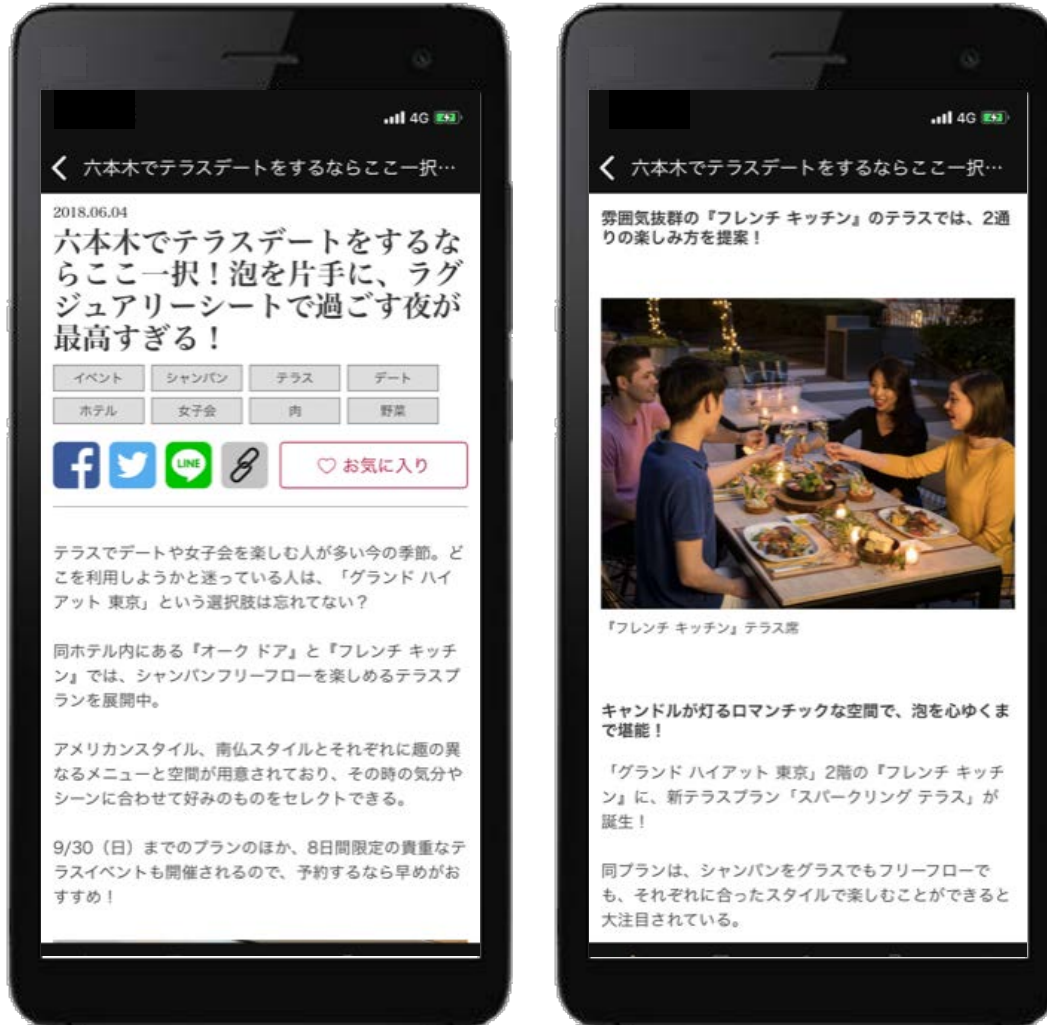 4G
六本木でテラスデートをするならここ一択…
2018.06.04
六本木でテラスデートをするな
らここ一択！泡を片手に、ラグ
ジュアリーシートで過ごす夜が
最高すぎる！
イベント シャンパン テラス デート
ホテル 女子会 肉 野菜
LINE
♡ お気に入り
テラスでデートや女子会を楽しむ人が多い今の季節。ど
こを利用しようかと迷っている人は、「グランド ハイ
アット 東京」という選択肢は忘れてない？
同ホテル内にある『オーク ドア』と『フレンチ キッチ
ン』では、シャンパンフリーフローを楽しめるテラスプ
ランを展開中。
アメリカンスタイル、南仏スタイルとそれぞれに趣の異
なるメニューと空間が用意されており、その時の気分や
シーンに合わせて好みのものをセレクトできる。
9/30（日）までのプランのほか、8日間限定の貴重なテ
ラスイベントも開催されるので、予約するなら早めがお
すすめ！
4G
六本木でテラスデートをするならここ一択…
雰囲気抜群の『フレンチ キッチン』のテラスでは、2通
りの楽しみ方を提案！
『フレンチ キッチン』テラス席
キャンドルが灯るロマンチックな空間で、泡を心ゆくま
で堪能！
「グランド ハイアット 東京」2階の『フレンチ キッチ
ン』に、新テラスプラン「スパークリング テラス」が
誕生！
同プランは、シャンパンをグラスでもフリーフローで
も、それぞれに合ったスタイルで楽しむことができると
大注目されている。